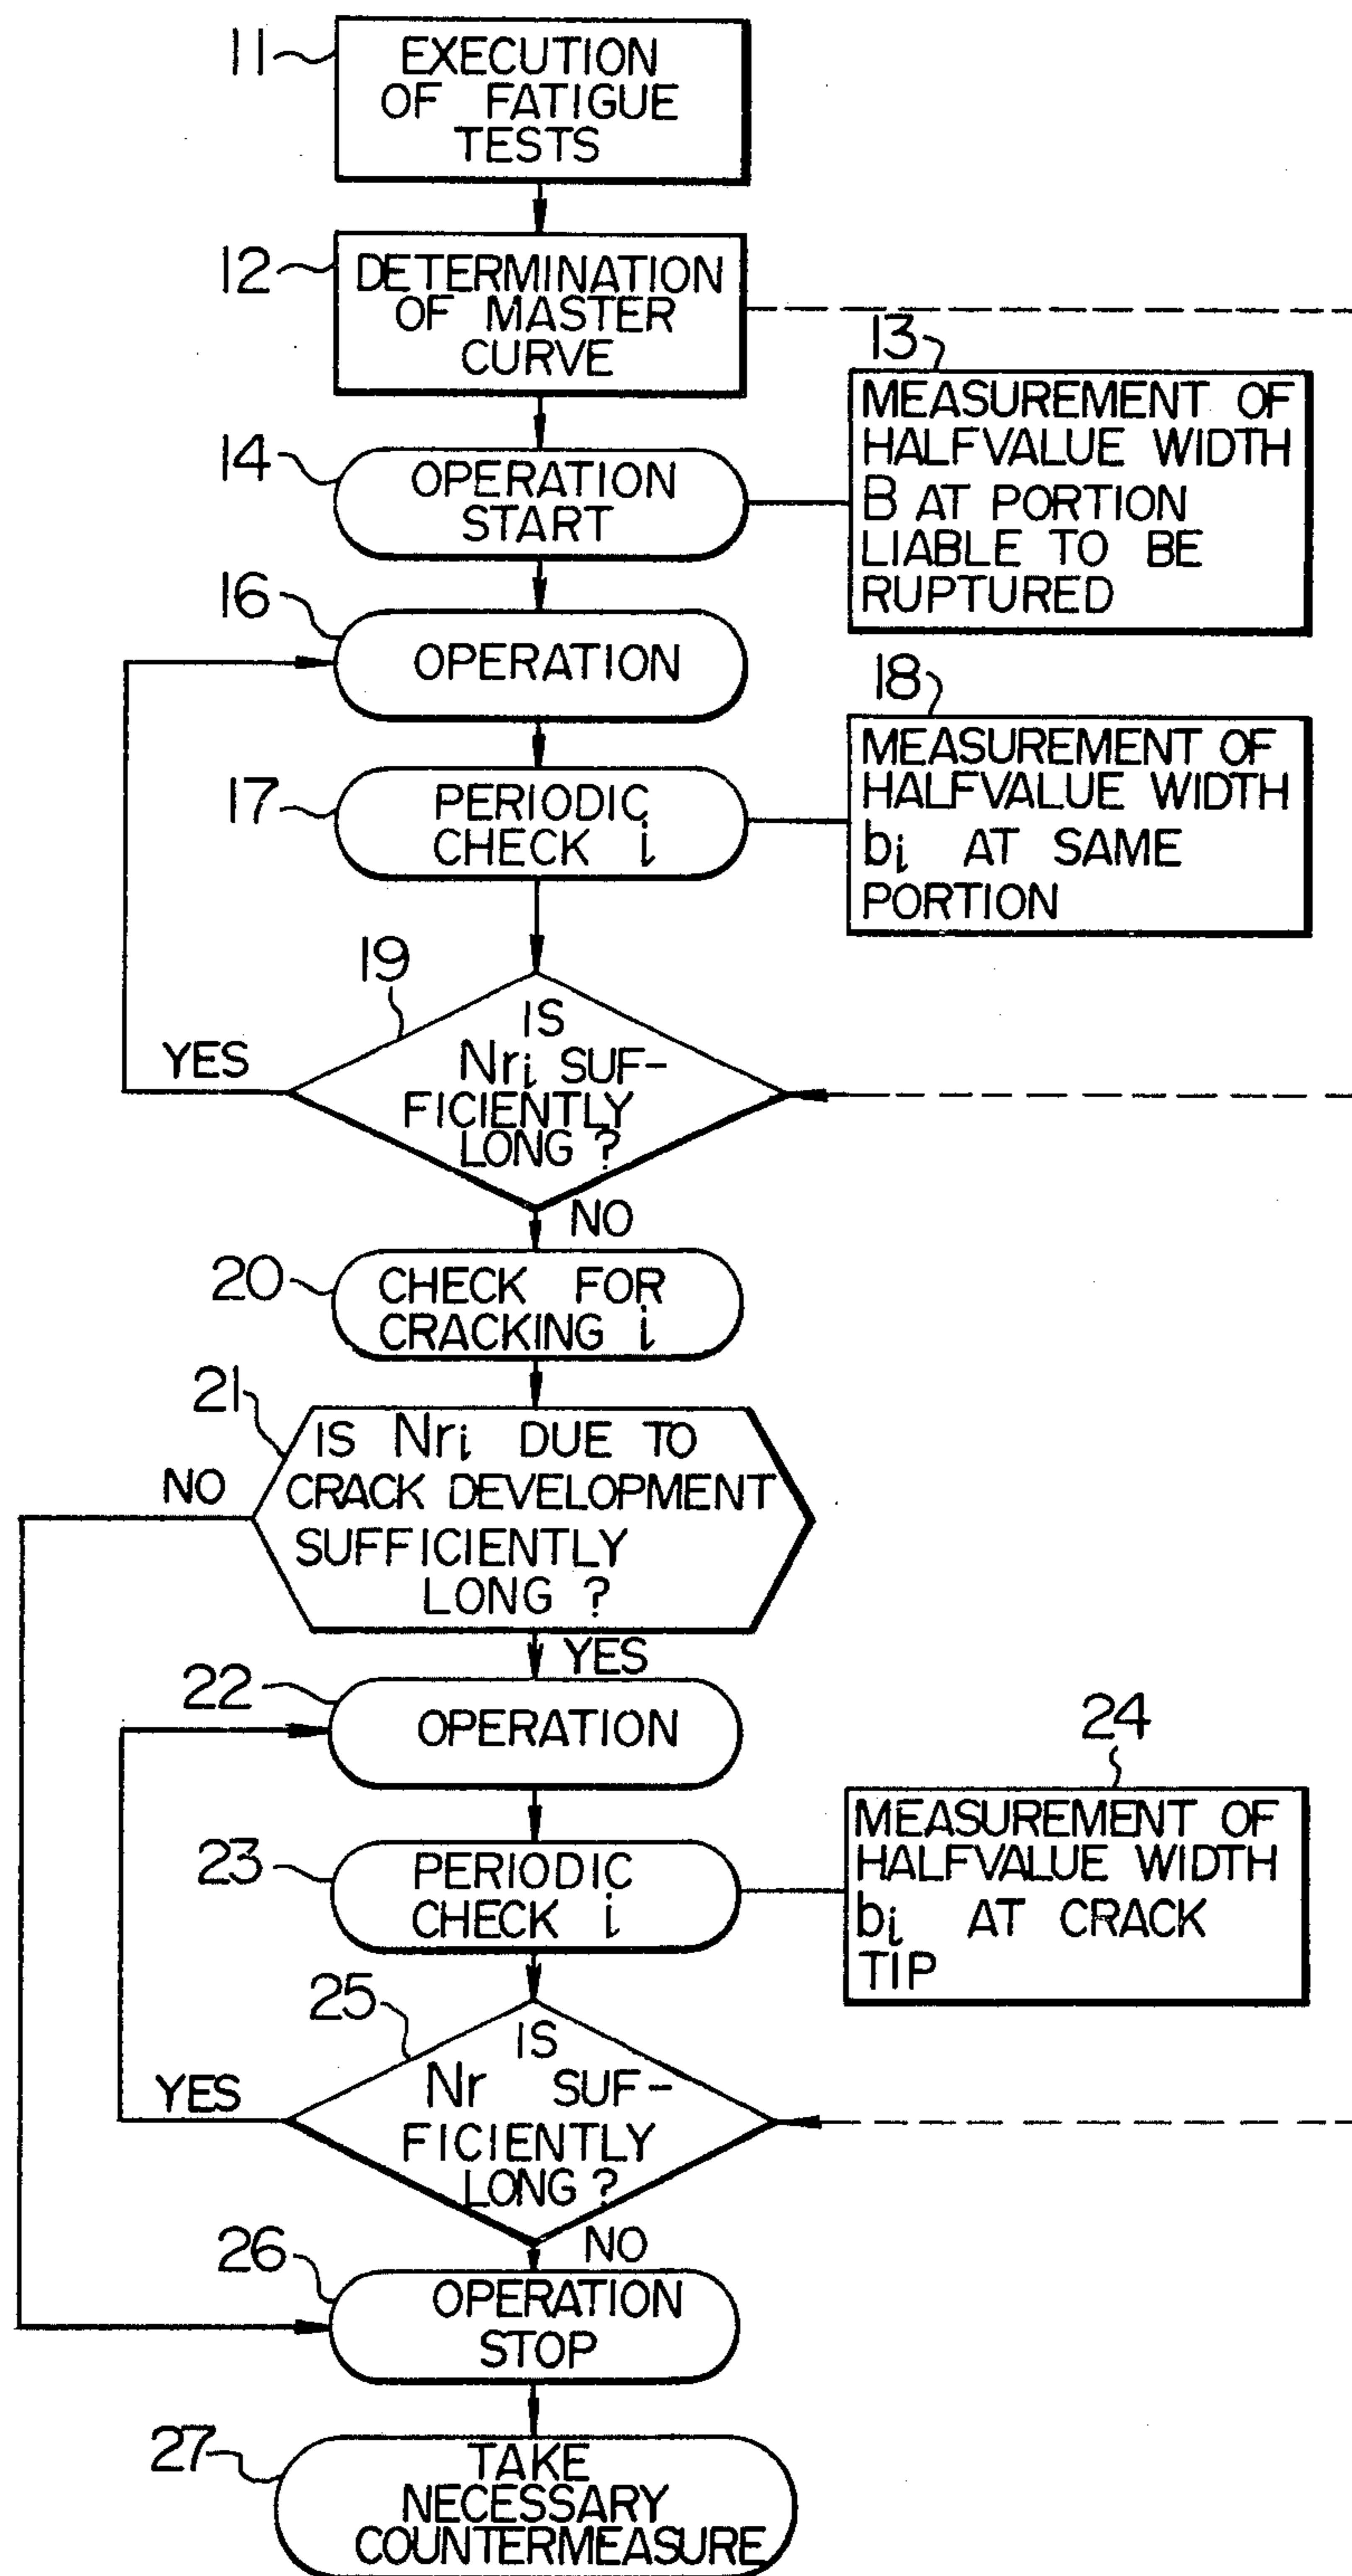 11
EXECUTION
OF FATIGUE
TESTS
12
DETERMINATION
OF MASTER
CURVE
13
MEASUREMENT OF
HALFVALUE WIDTH
B AT PORTION
LIABLE TO BE
RUPTURED
14
OPERATION
START
16
OPERATION
17
PERIODIC
CHECK i
18
MEASUREMENT OF
HALFVALUE WIDTH
bi AT SAME
PORTION
19
IS
Nri SUF-
FICIENTLY
LONG ?
YES
NO
20
CHECK FOR
CRACKING i
21
IS Nri DUE TO
CRACK DEVELOPMENT
SUFFICIENTLY
LONG ?
NO
YES
22
OPERATION
23
PERIODIC
CHECK i
24
MEASUREMENT OF
HALFVALUE WIDTH
bi AT CRACK
TIP
25
IS
Nr SUF-
FICIENTLY
LONG ?
YES
NO
26
OPERATION
STOP
27
TAKE
NECESSARY
COUNTERMEASURE